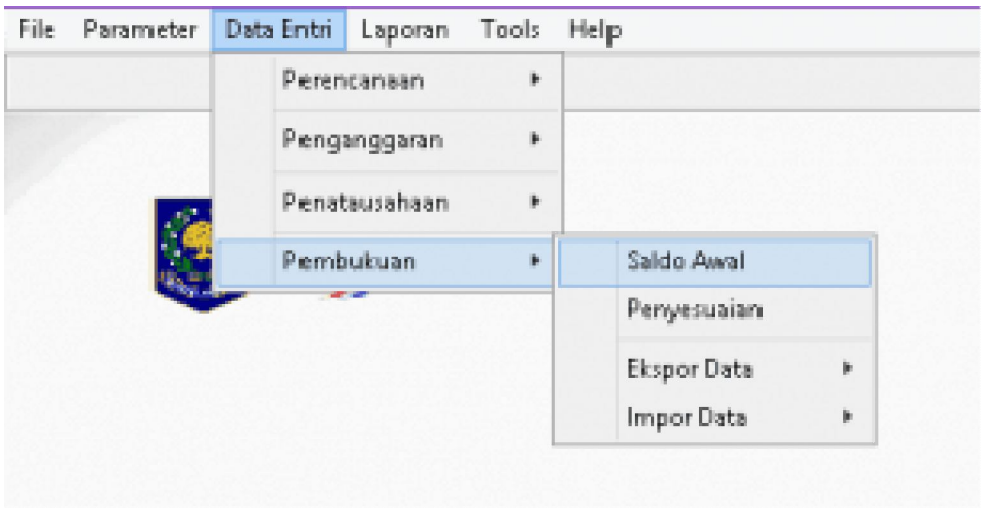 File Parameter Data Entri Laporan Tools Help
Perencanaan
Penganggaran
Penatausahaan
Pembukuan
Saldo Awal
Penyesuaian
Ekspor Data
Impor Data